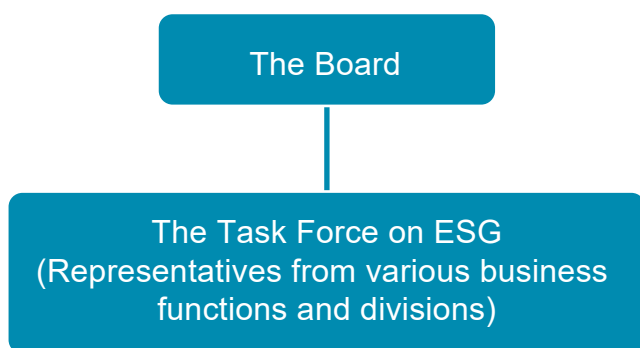 The Board
The Task Force on ESG
(Representatives from various business
functions and divisions)